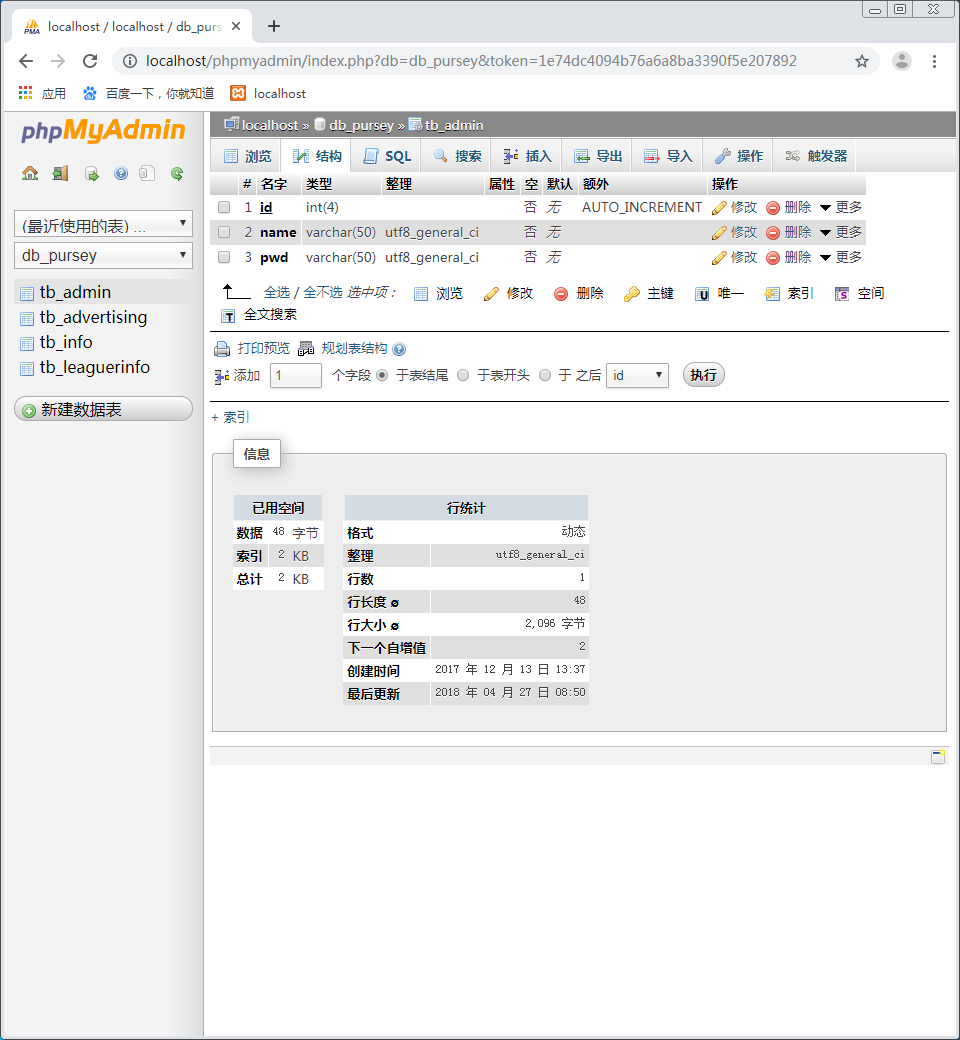 localhost / localhost / db_purs
localhost/phpmyadmin/index.php?db=db_pursey&token=1e74dc4094b76a6a8ba3390f5e207892
应用 百度一下，你就知道 localhost
phpMyAdmin
(最近使用的表) ...
db_pursey
tb_admin
tb_advertising
tb_info
tb_leaguerinfo
新建数据表
localhost » db_pursey » tb_admin
浏览 结构 SQL 搜索 插入 导出 导入 操作 触发器
# 名字 类型 整理 属性 空 默认 额外 操作
1 id int(4) 否 无 AUTO_INCREMENT 修改 删除 更多
2 name varchar(50) utf8_general_ci 否 无 修改 删除 更多
3 pwd varchar(50) utf8_general_ci 否 无 修改 删除 更多
全选 / 全不选 选中项： 浏览 修改 删除 主键 唯一 索引 空间
全文搜索
打印预览 规划表结构
添加 1 个字段 于表结尾 于表开头 于 之后 id 执行
+ 索引
信息
已用空间
数据 48 字节
索引 2 KB
总计 2 KB
行统计
格式 动态
整理 utf8_general_ci
行数 1
行长度 ø 48
行大小 ø 2,096 字节
下一个自增值 2
创建时间 2017 年 12 月 13 日 13:37
最后更新 2018 年 04 月 27 日 08:50